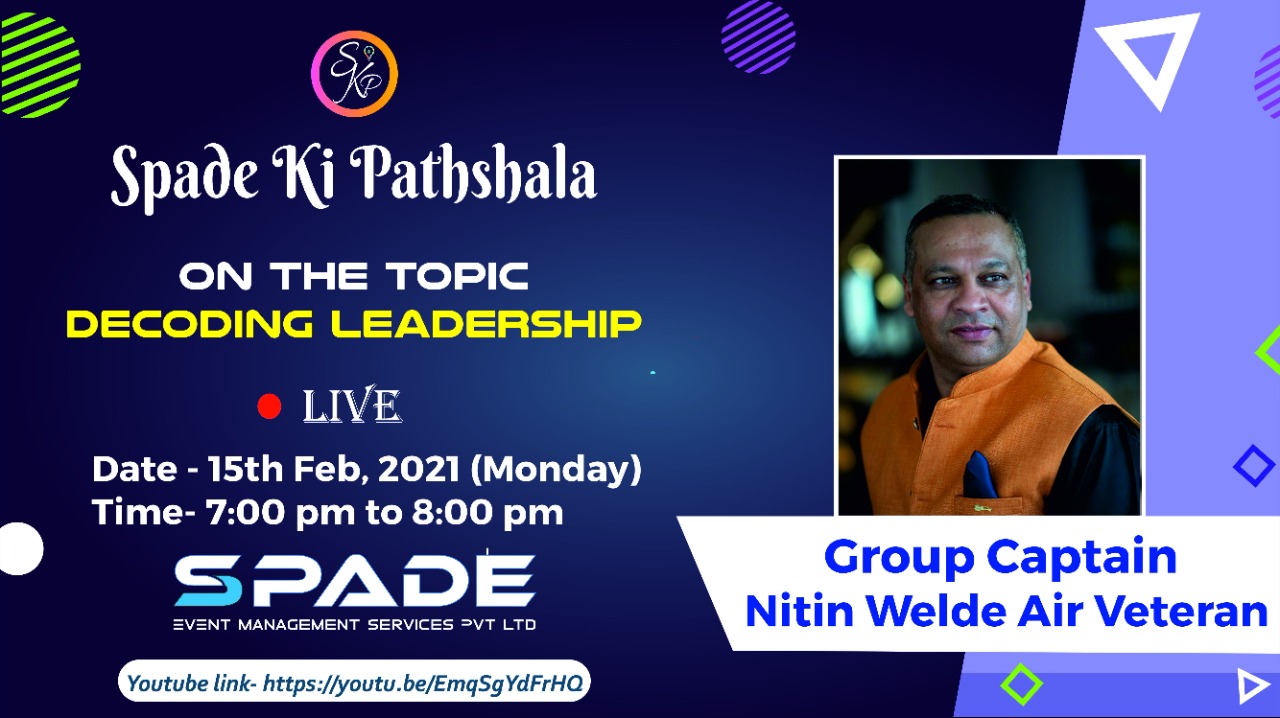 SKP
Spade Ki Pathshala
ON THE TOPIC
DECODING LEADERSHIP
LIVE
Date - 15th Feb, 2021 (Monday)
Time- 7:00 pm to 8:00 pm
SPADE
EVENT MANAGEMENT SERVICES PVT LTD
Youtube link- https://youtu.be/EmqSgYdFrHQ
Group Captain
Nitin Welde Air Veteran